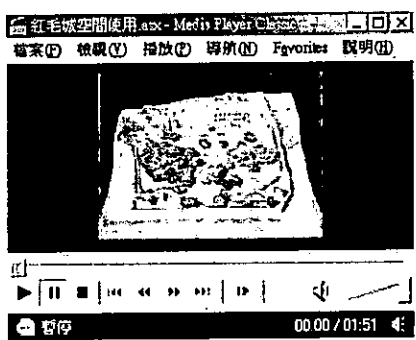 紅毛城空間使用.asx - Media Player Classic
檔案(F) 檢視(V) 播放(P) 導航(N) Favorites 說明(H)
暫停 00:00 / 01:51